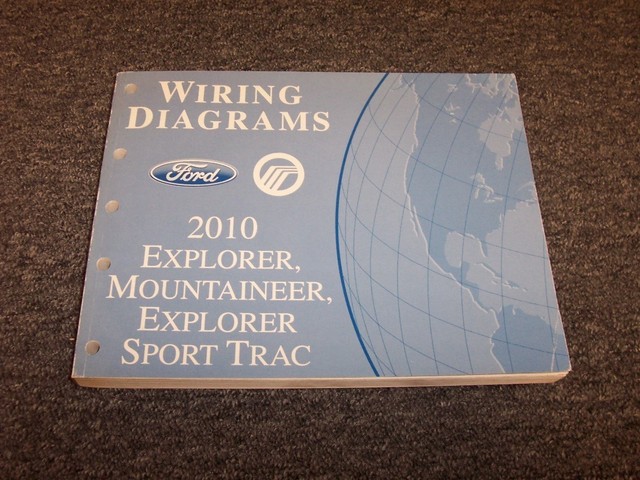 WIRING
DIAGRAMS
Ford
2010
EXPLORER,
MOUNTAINEER,
EXPLORER
SPORT TRAC